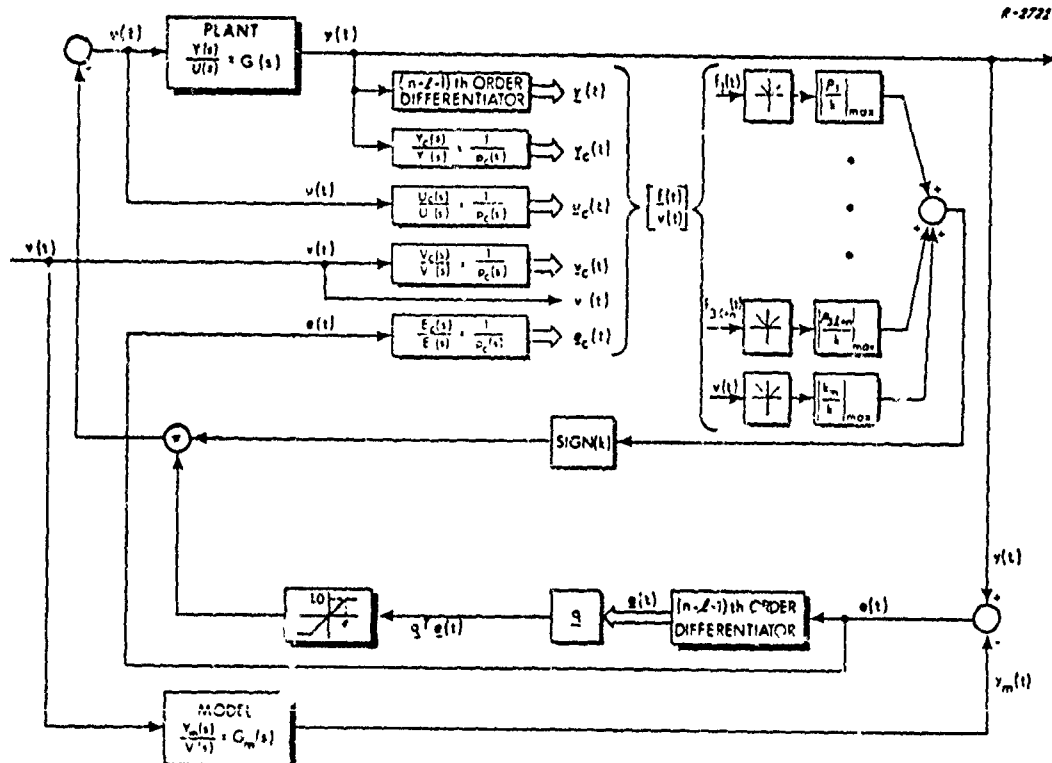 R-2722
u(t)
PLANT
Y(s)/U(s) = G(s)
y(t)
(n-ℓ-1)th ORDER
DIFFERENTIATOR
y(t)
Yc(s)/Y(s) = 1/pc(s)
yc(t)
u(t)
Uc(s)/U(s) = 1/pc(s)
uc(t)
v(t)
v(t)
Vc(s)/V(s) = 1/pc(s)
vc(t)
v(t)
e(t)
Ec(s)/E(s) = 1/pc(s)
ec(t)
[f(t)/v(t)]
f1(t)
|β1/k|max
+
+
+
+
v(t)
|km/k|max
π
SIGN(k)
y(t)
1.0
gT e(t)
g
e(t)
(n-ℓ-1)th ORDER
DIFFERENTIATOR
e(t)
+
-
ym(t)
MODEL
Ym(s)/V(s) = Gm(s)